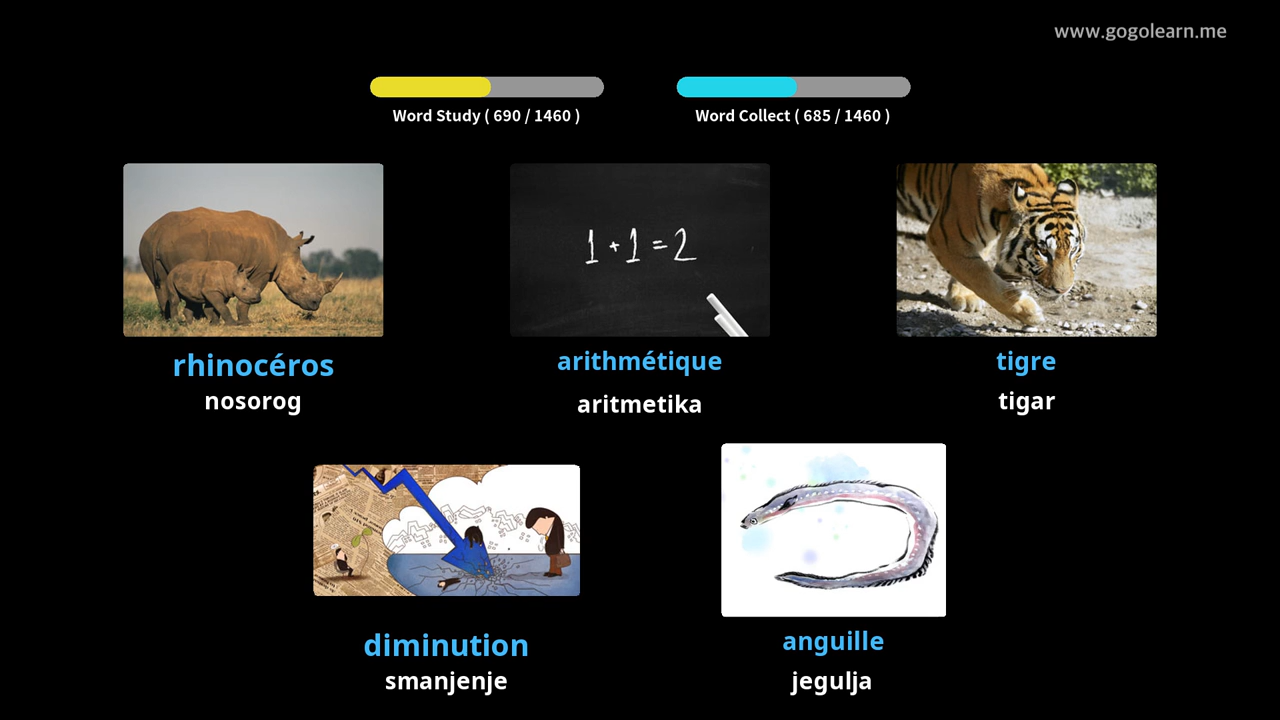 www.gogolearn.me
Word Study ( 690 / 1460 )
Word Collect ( 685 / 1460 )
1 + 1 = 2
rhinocéros
nosorog
arithmétique
aritmetika
tigre
tigar
diminution
smanjenje
anguille
jegulja